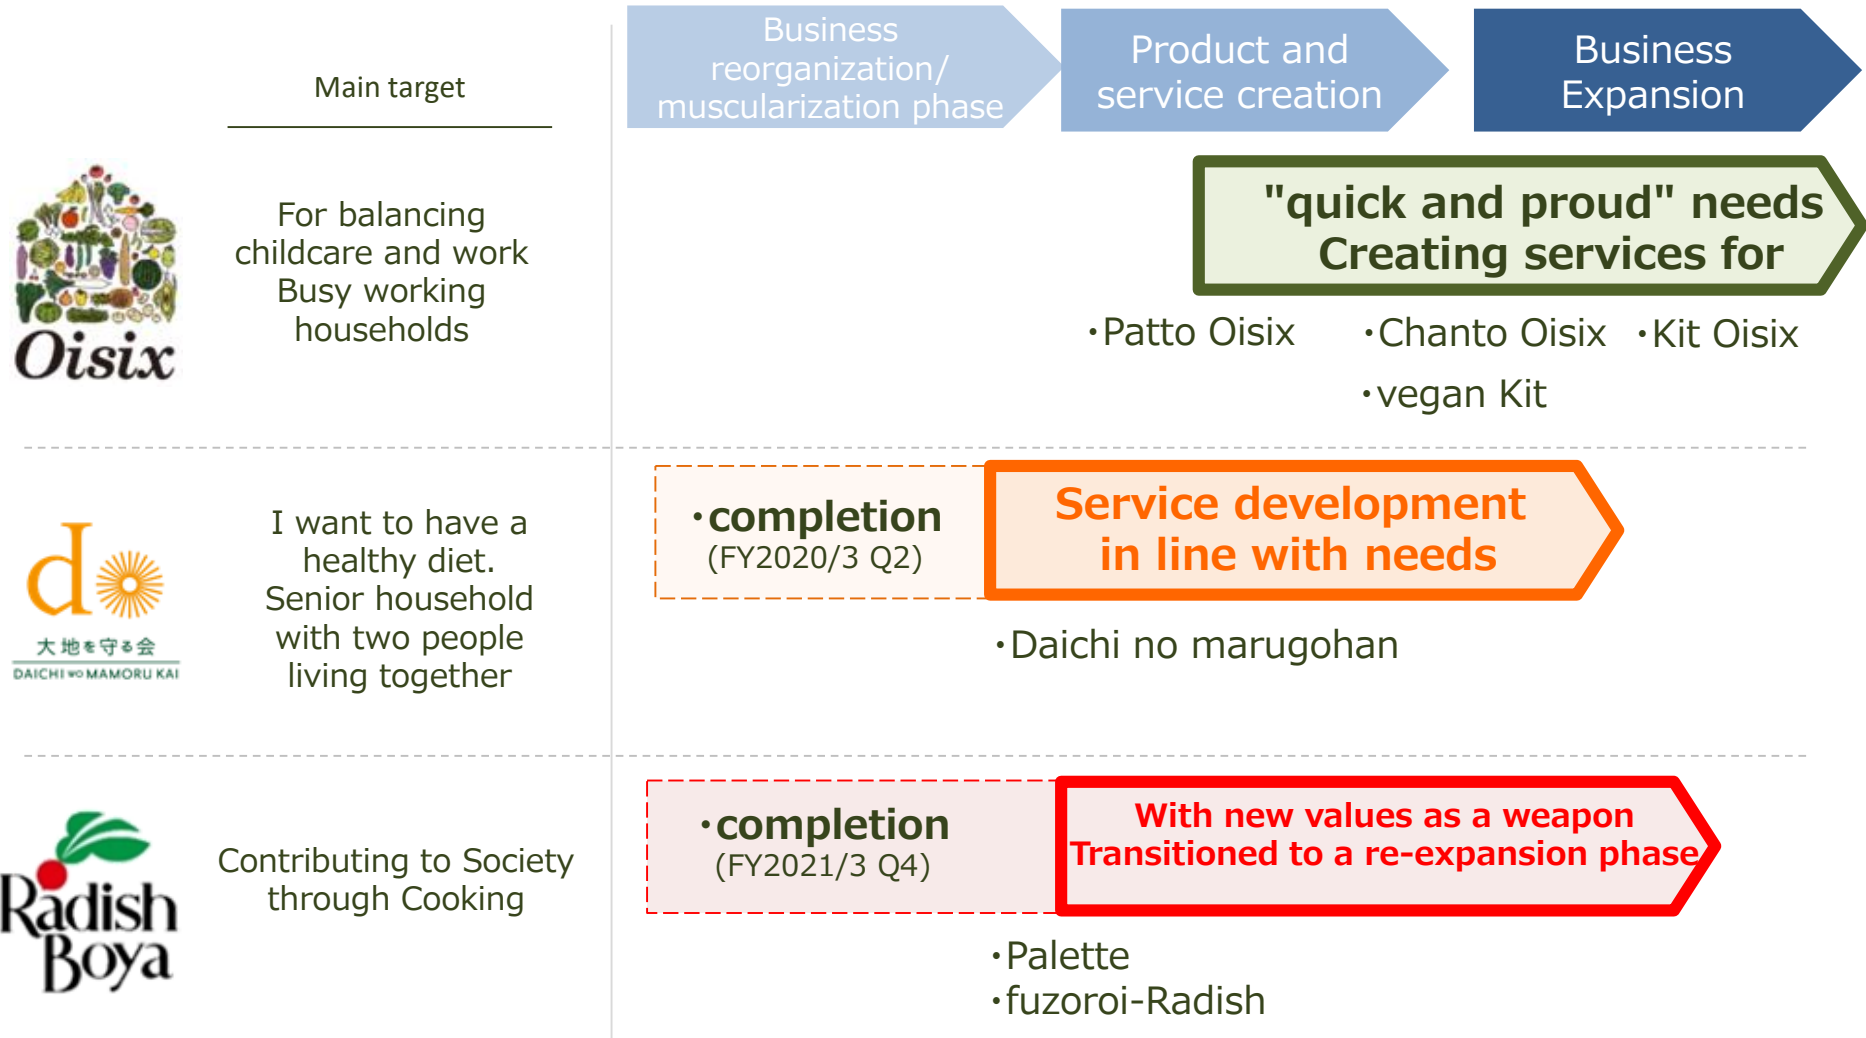 Main target
Business
reorganization/
muscularization phase
Product and
service creation
Business
Expansion
Oisix
For balancing
childcare and work
Busy working
households
"quick and proud" needs
Creating services for
・Patto Oisix
・Chanto Oisix
・Kit Oisix
・vegan Kit
do
大地を守る会
DAICHI WO MAMORU KAI
I want to have a
healthy diet.
Senior household
with two people
living together
・completion
(FY2020/3 Q2)
Service development
in line with needs
・Daichi no marugohan
Radish
Boya
Contributing to Society
through Cooking
・completion
(FY2021/3 Q4)
With new values as a weapon
Transitioned to a re-expansion phase
・Palette
・fuzoroi-Radish